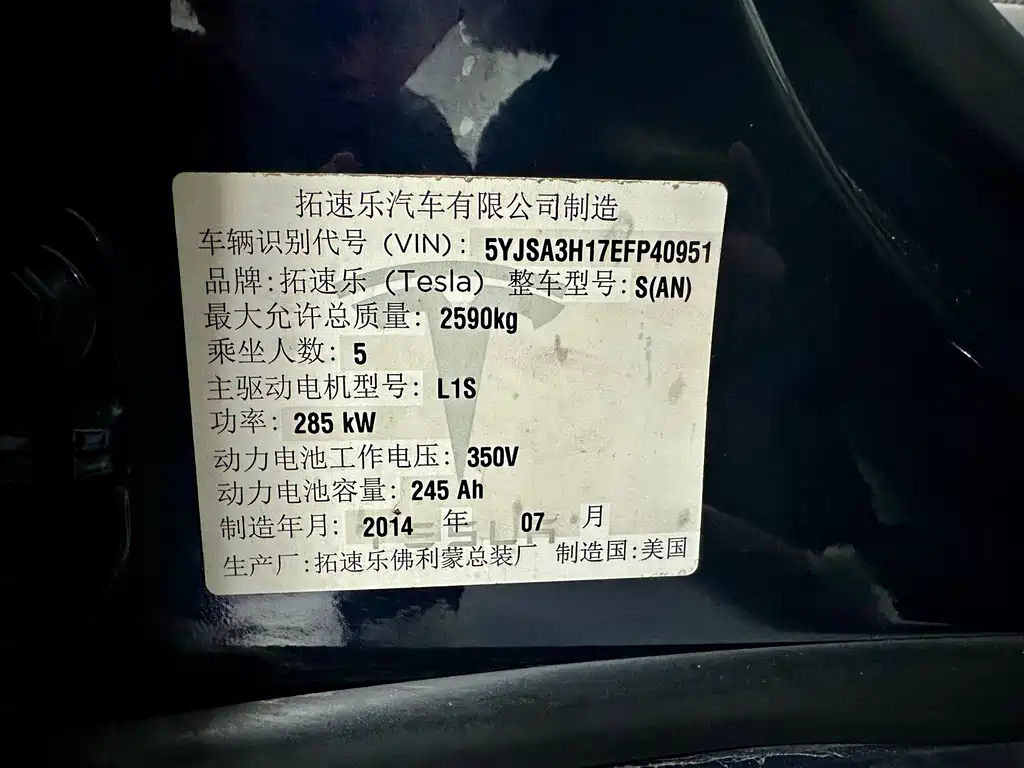 拓速乐汽车有限公司制造
车辆识别代号 (VIN): 5YJSA3H17EFP40951
品牌:拓速乐 (Tesla) 整车型号: S(AN)
最大允许总质量: 2590kg
乘坐人数: 5
主驱动电机型号: L1S
功率: 285 kW
动力电池工作电压: 350V
动力电池容量: 245 Ah
制造年月: 2014 年 07 月
TESLA
生产厂:拓速乐佛利蒙总装厂 制造国:美国